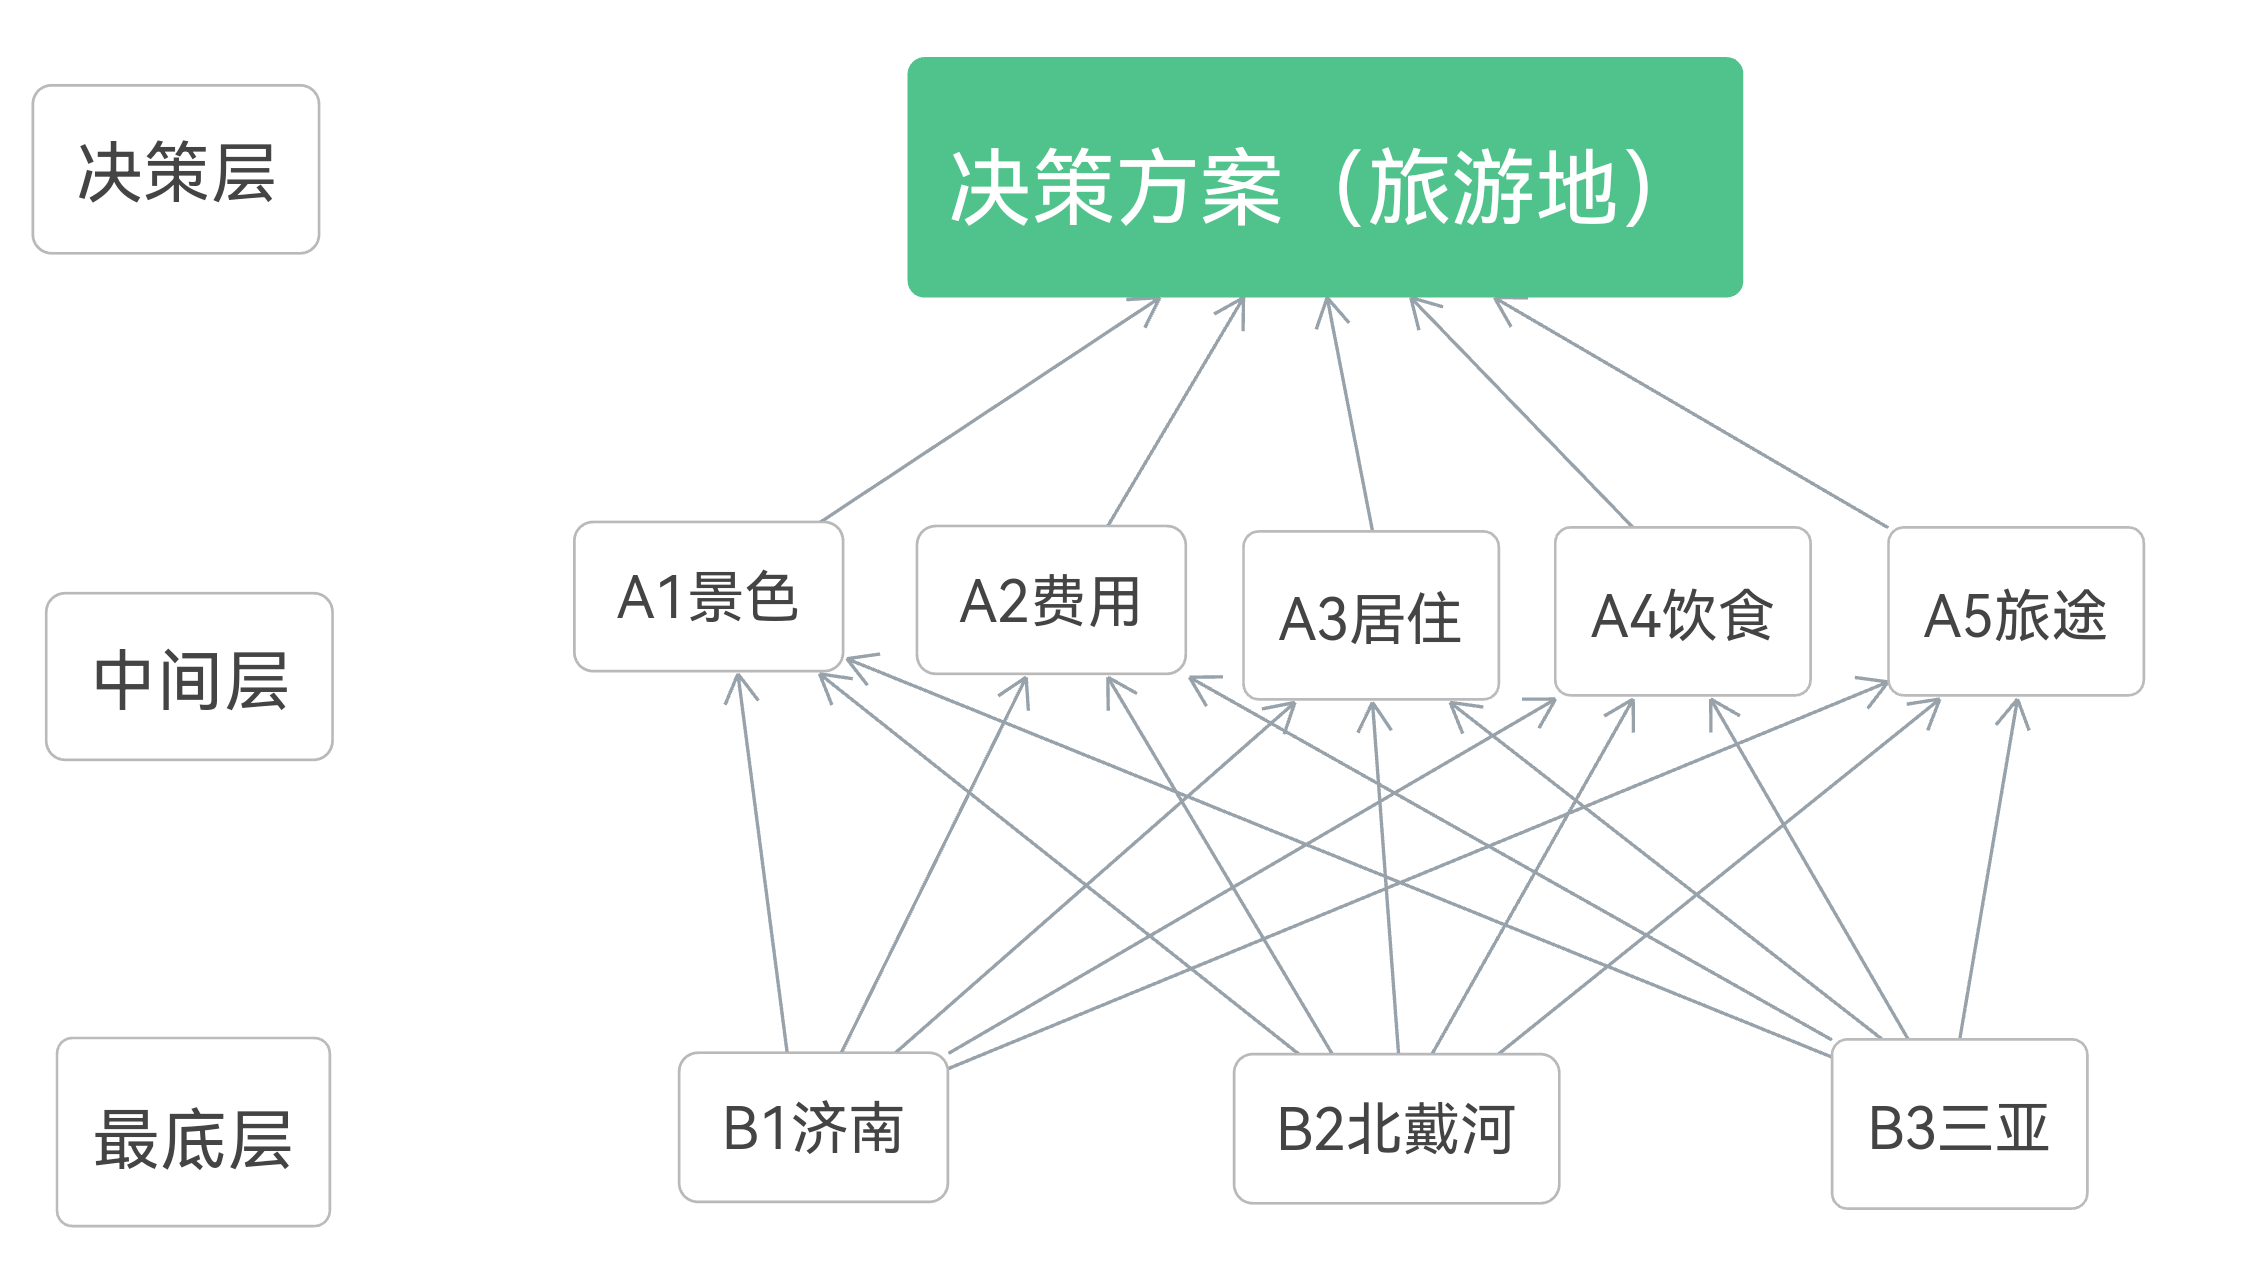 决策层
决策方案（旅游地）
中间层
A1景色
A2费用
A3居住
A4饮食
A5旅途
最底层
B1济南
B2北戴河
B3三亚